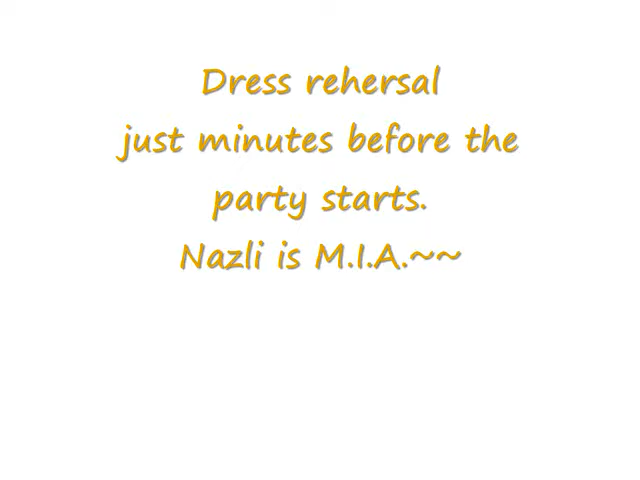 Dress rehersal
just minutes before the
party starts.
Nazli is M.I.A.~~